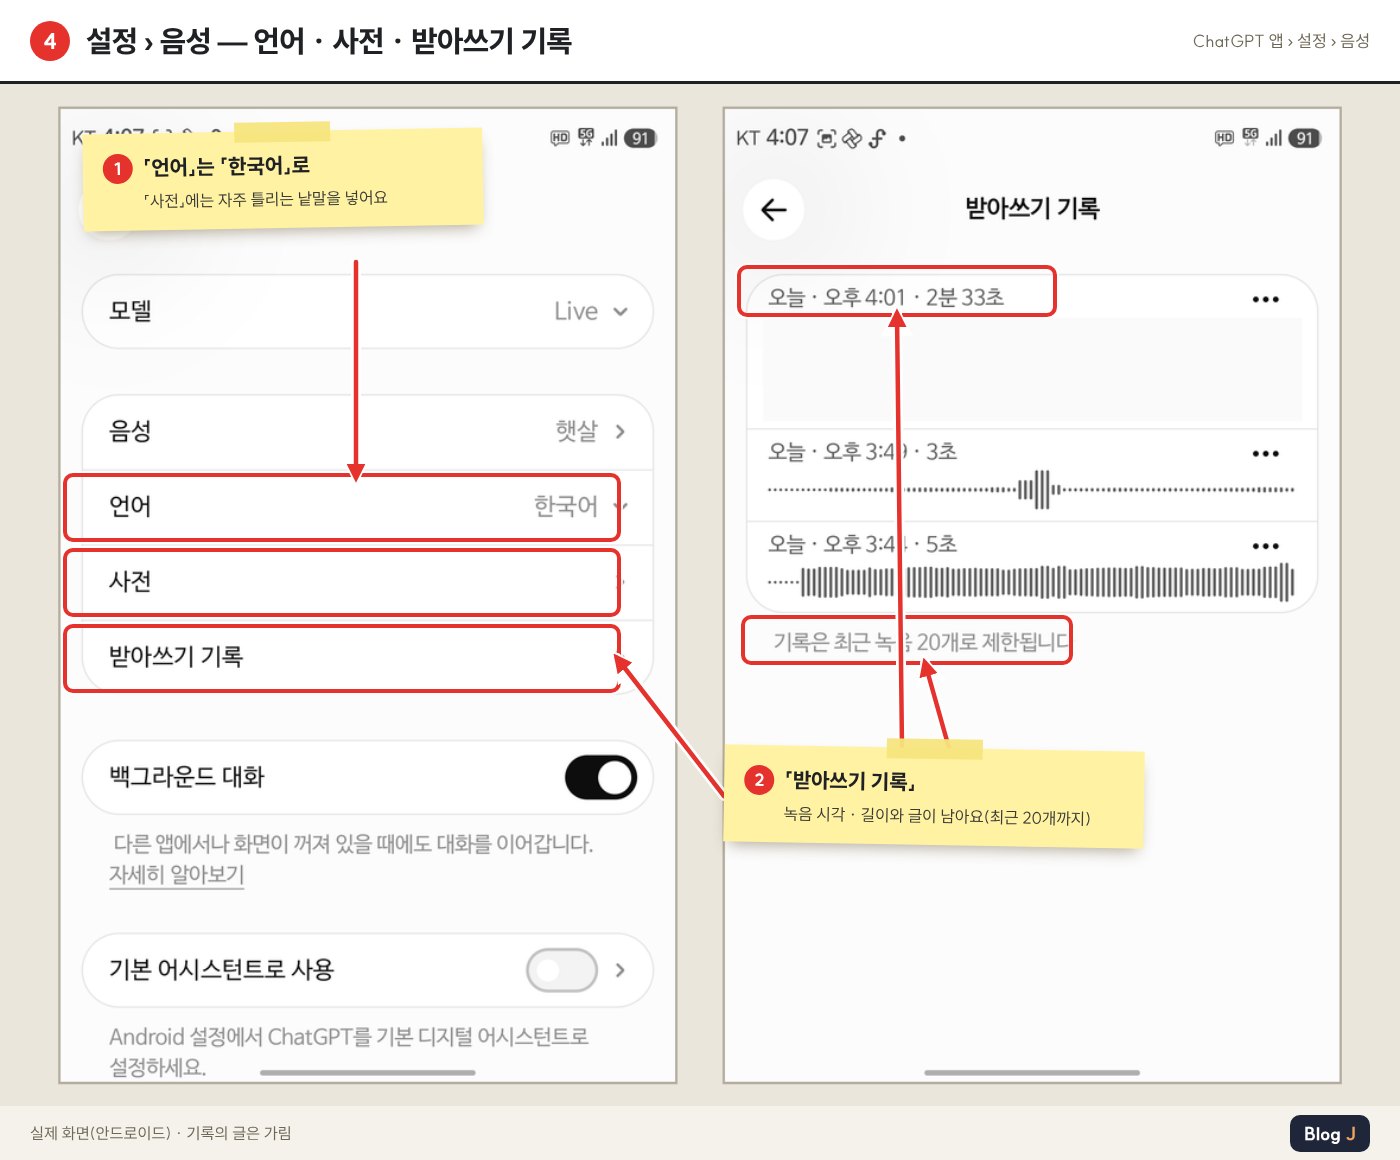 4 설정 › 음성 — 언어 · 사전 · 받아쓰기 기록
ChatGPT 앱 › 설정 › 음성
KT 4:07
HD 5G 91
1 「언어」는 「한국어」로
「사전」에는 자주 틀리는 낱말을 넣어요
모델 Live
음성 햇살
언어 한국어
사전
받아쓰기 기록
백그라운드 대화
다른 앱에서나 화면이 꺼져 있을 때에도 대화를 이어갑니다.
자세히 알아보기
기본 어시스턴트로 사용
Android 설정에서 ChatGPT를 기본 디지털 어시스턴트로
설정하세요.
KT 4:07
HD 5G 91
받아쓰기 기록
오늘 · 오후 4:01 · 2분 33초
오늘 · 오후 3:49 · 3초
오늘 · 오후 3:44 · 5초
기록은 최근 녹음 20개로 제한됩니다
2 「받아쓰기 기록」
녹음 시각 · 길이와 글이 남아요(최근 20개까지)
실제 화면(안드로이드) · 기록의 글은 가림
Blog J